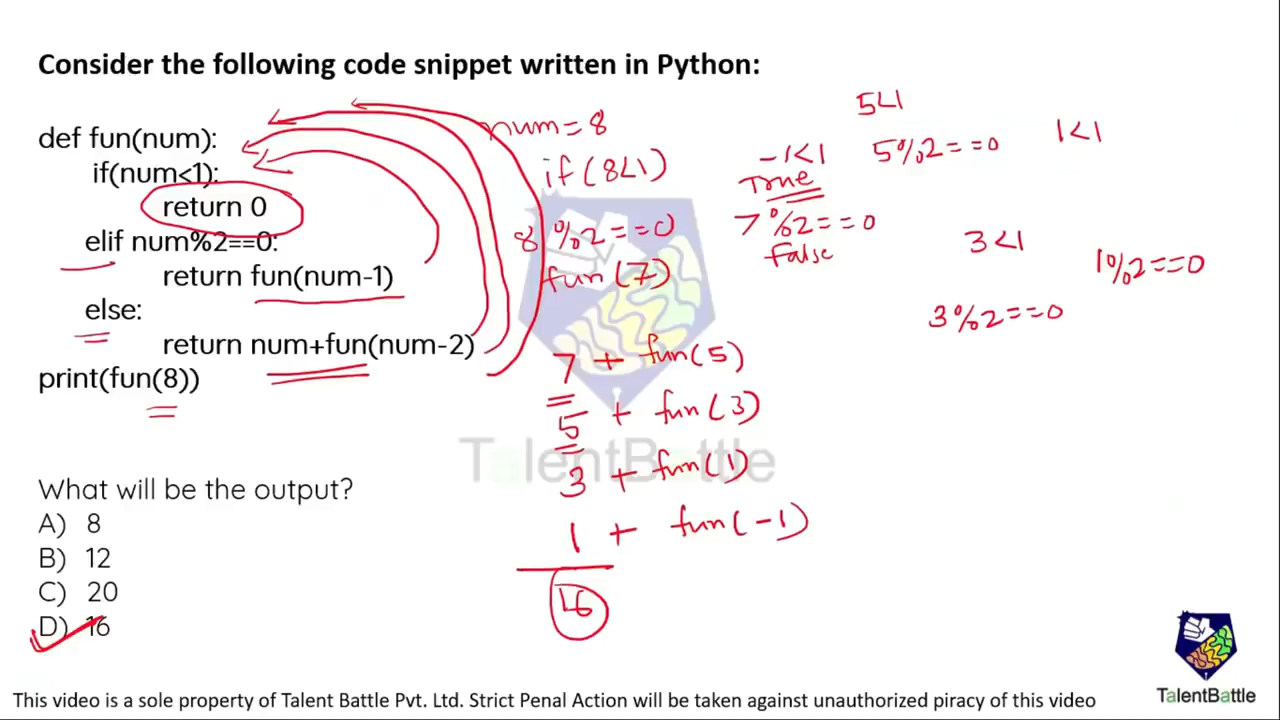 Consider the following code snippet written in Python:
def fun(num):
if(num<1):
return 0
elif num%2==0:
return fun(num-1)
else:
return num+fun(num-2)
print(fun(8))
What will be the output?
A) 8
B) 12
C) 20
D) 16
num=8
if (8<1)
8 %2==0
fun (7)
7 + fun(5)
5 + fun(3)
3 + fun(1)
1 + fun(-1)
16
-1<1
True
7 %2==0
false
5<1
5%2==0
3<1
3%2==0
1<1
1%2==0
TalentBattle
TalentBattle
This video is a sole property of Talent Battle Pvt. Ltd. Strict Penal Action will be taken against unauthorized piracy of this video